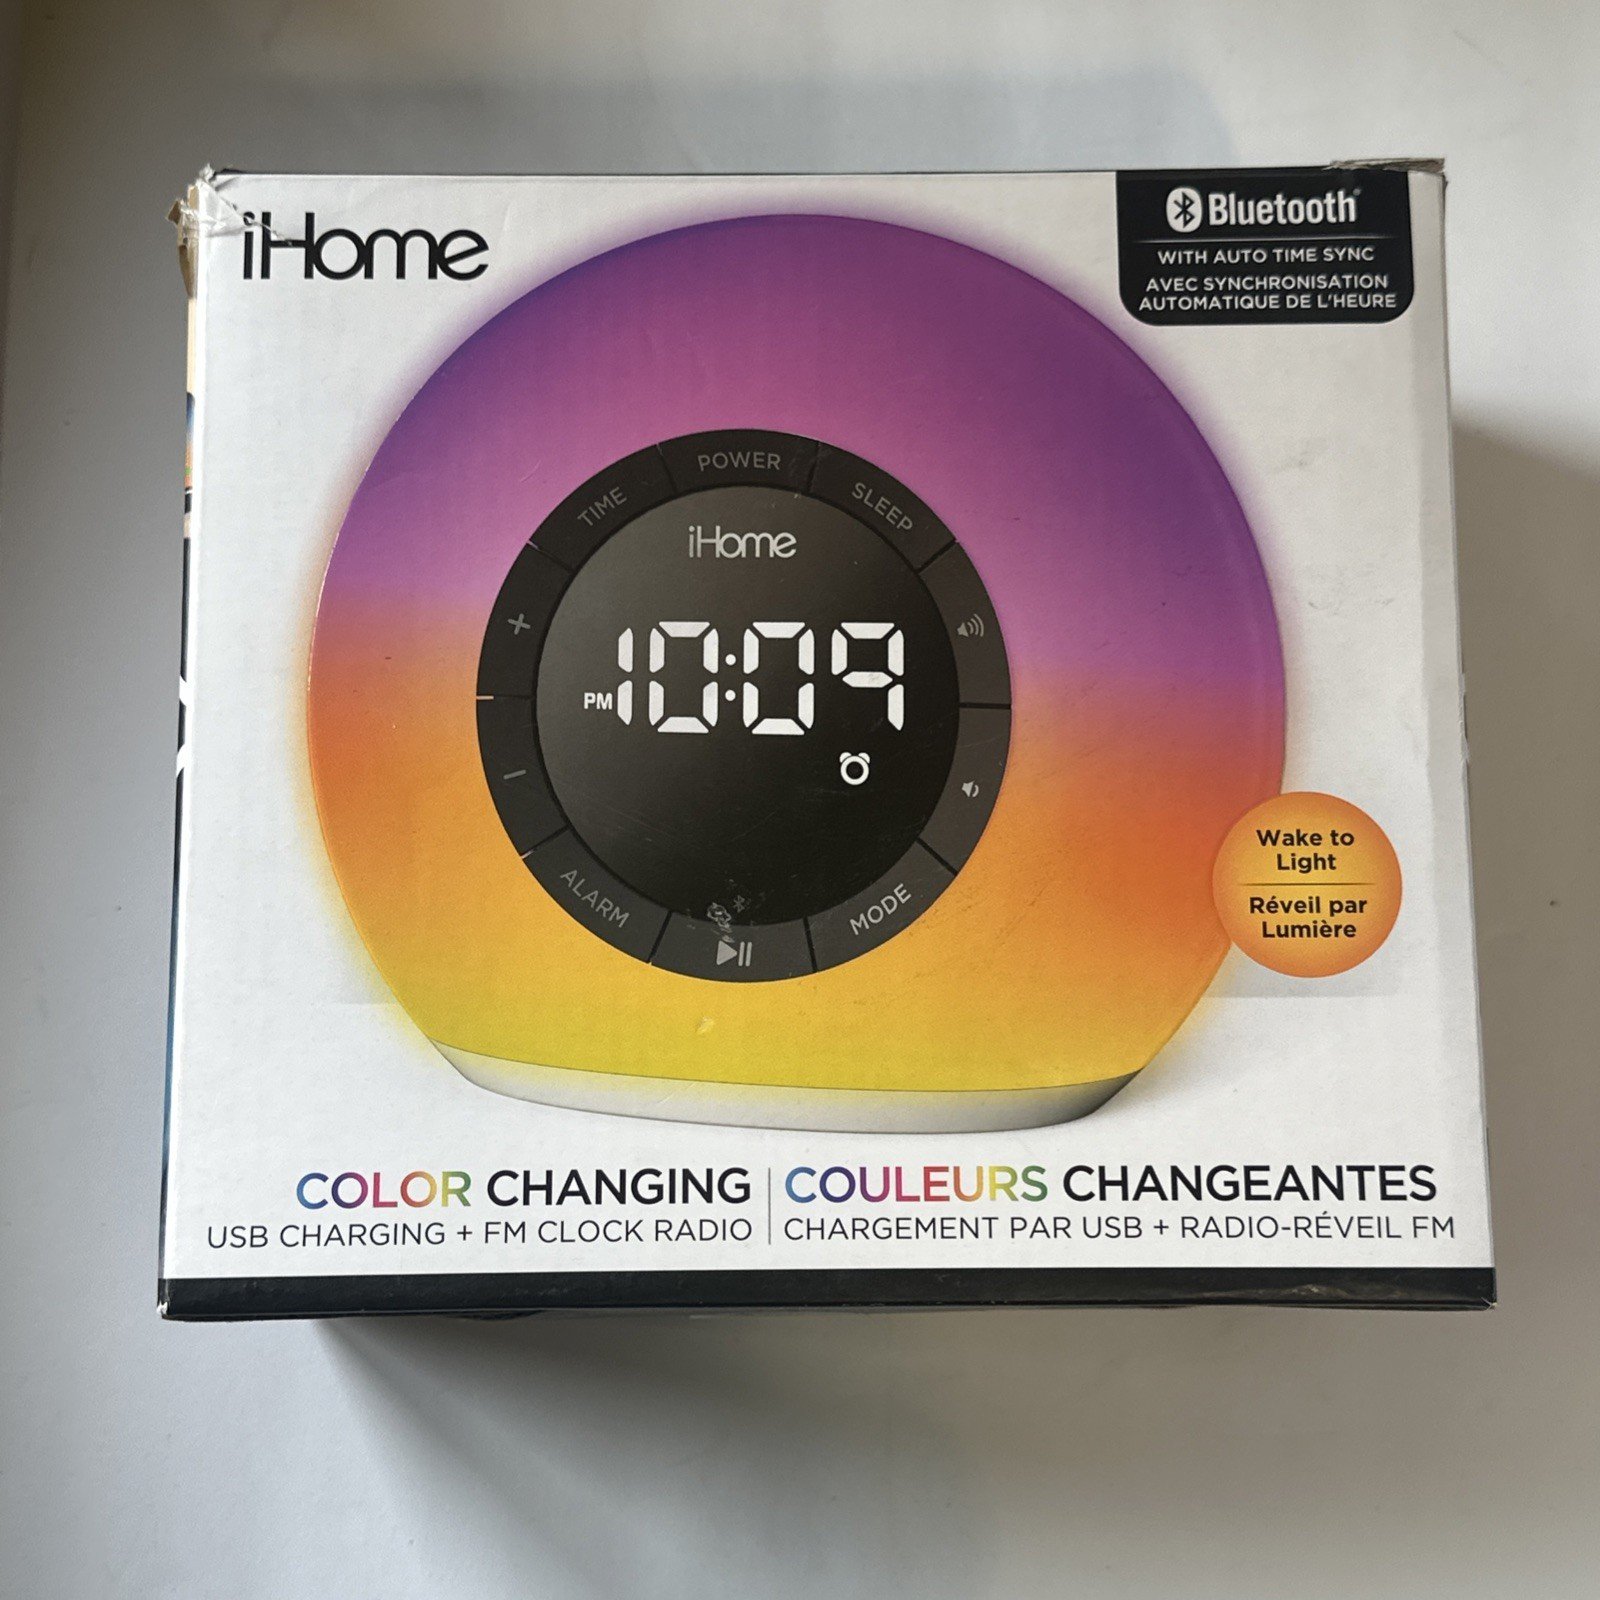 iHome
Bluetooth®
WITH AUTO TIME SYNC
AVEC SYNCHRONISATION
AUTOMATIQUE DE L'HEURE
POWER
TIME
SLEEP
iHome
+
PM 10:09
−
ALARM
MODE
Wake to
Light
Réveil par
Lumière
COLOR CHANGING
USB CHARGING + FM CLOCK RADIO
COULEURS CHANGEANTES
CHARGEMENT PAR USB + RADIO-RÉVEIL FM